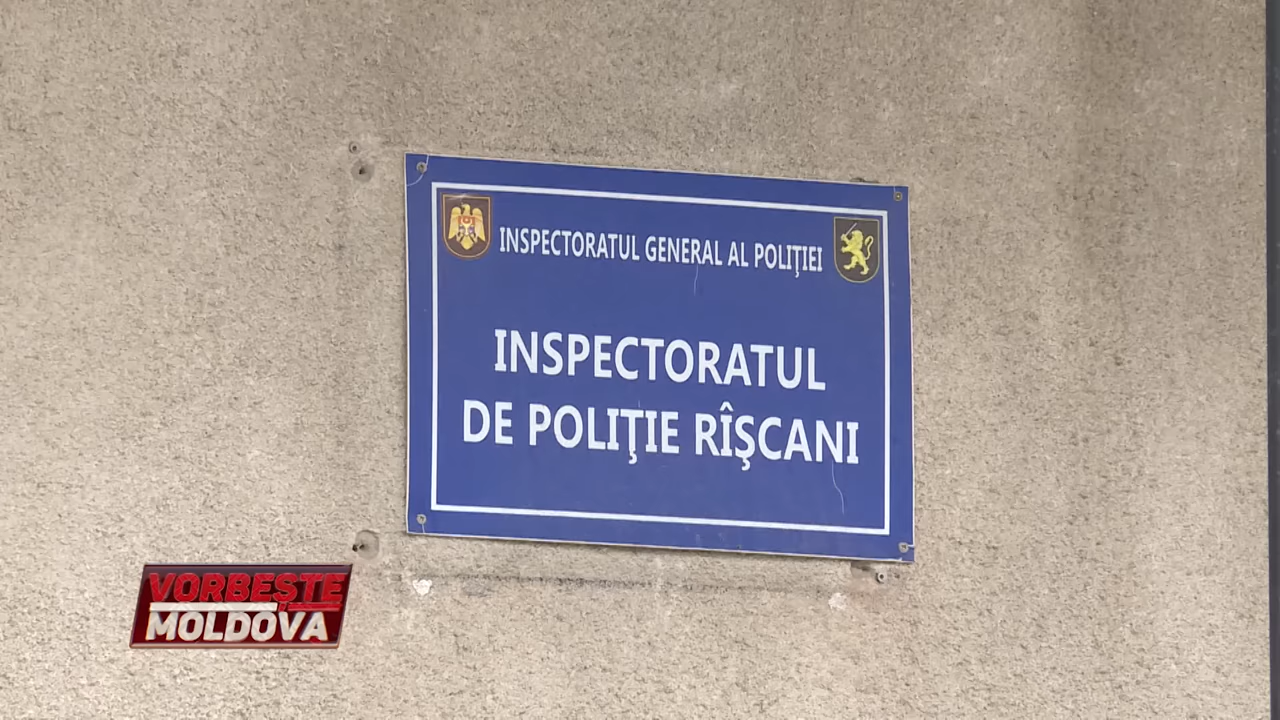 INSPECTORATUL GENERAL AL POLIŢIEI
INSPECTORATUL
DE POLIŢIE RÎŞCANI
VORBEŞTE
MOLDOVA